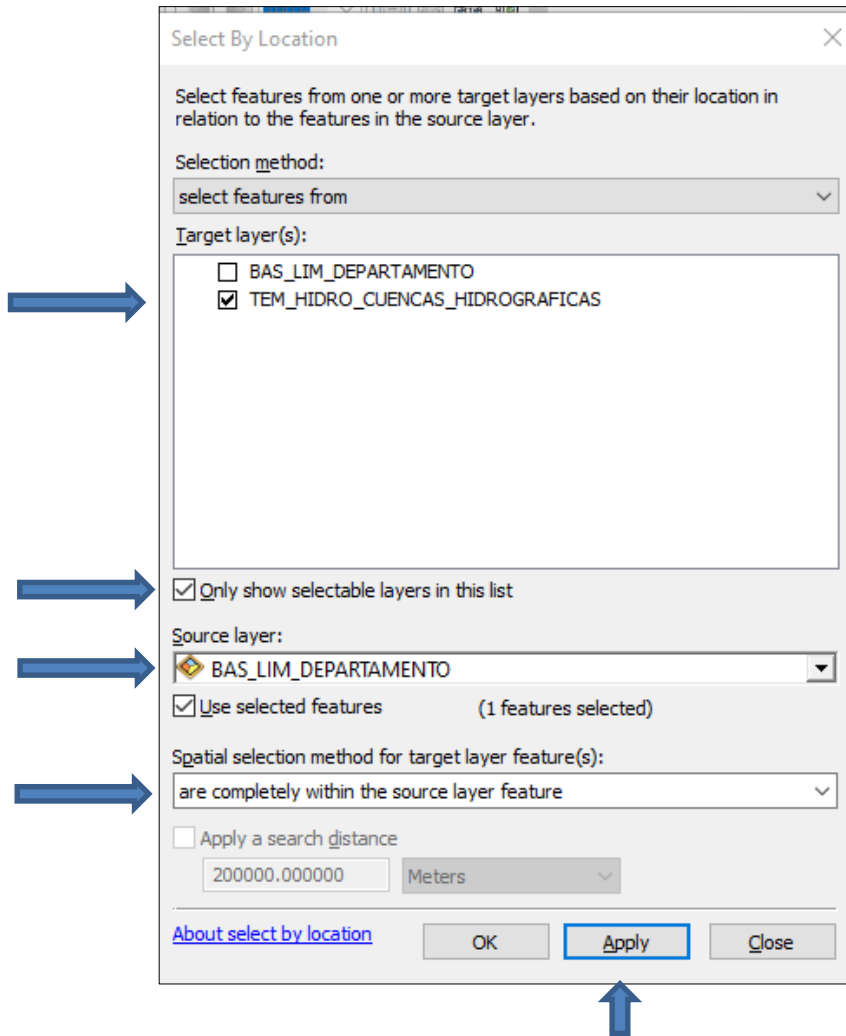 Select By Location
Select features from one or more target layers based on their location in
relation to the features in the source layer.
Selection method:
select features from
Target layer(s):
BAS_LIM_DEPARTAMENTO
TEM_HIDRO_CUENCAS_HIDROGRAFICAS
Only show selectable layers in this list
Source layer:
BAS_LIM_DEPARTAMENTO
Use selected features (1 features selected)
Spatial selection method for target layer feature(s):
are completely within the source layer feature
Apply a search distance
200000.000000 Meters
About select by location OK Apply Close